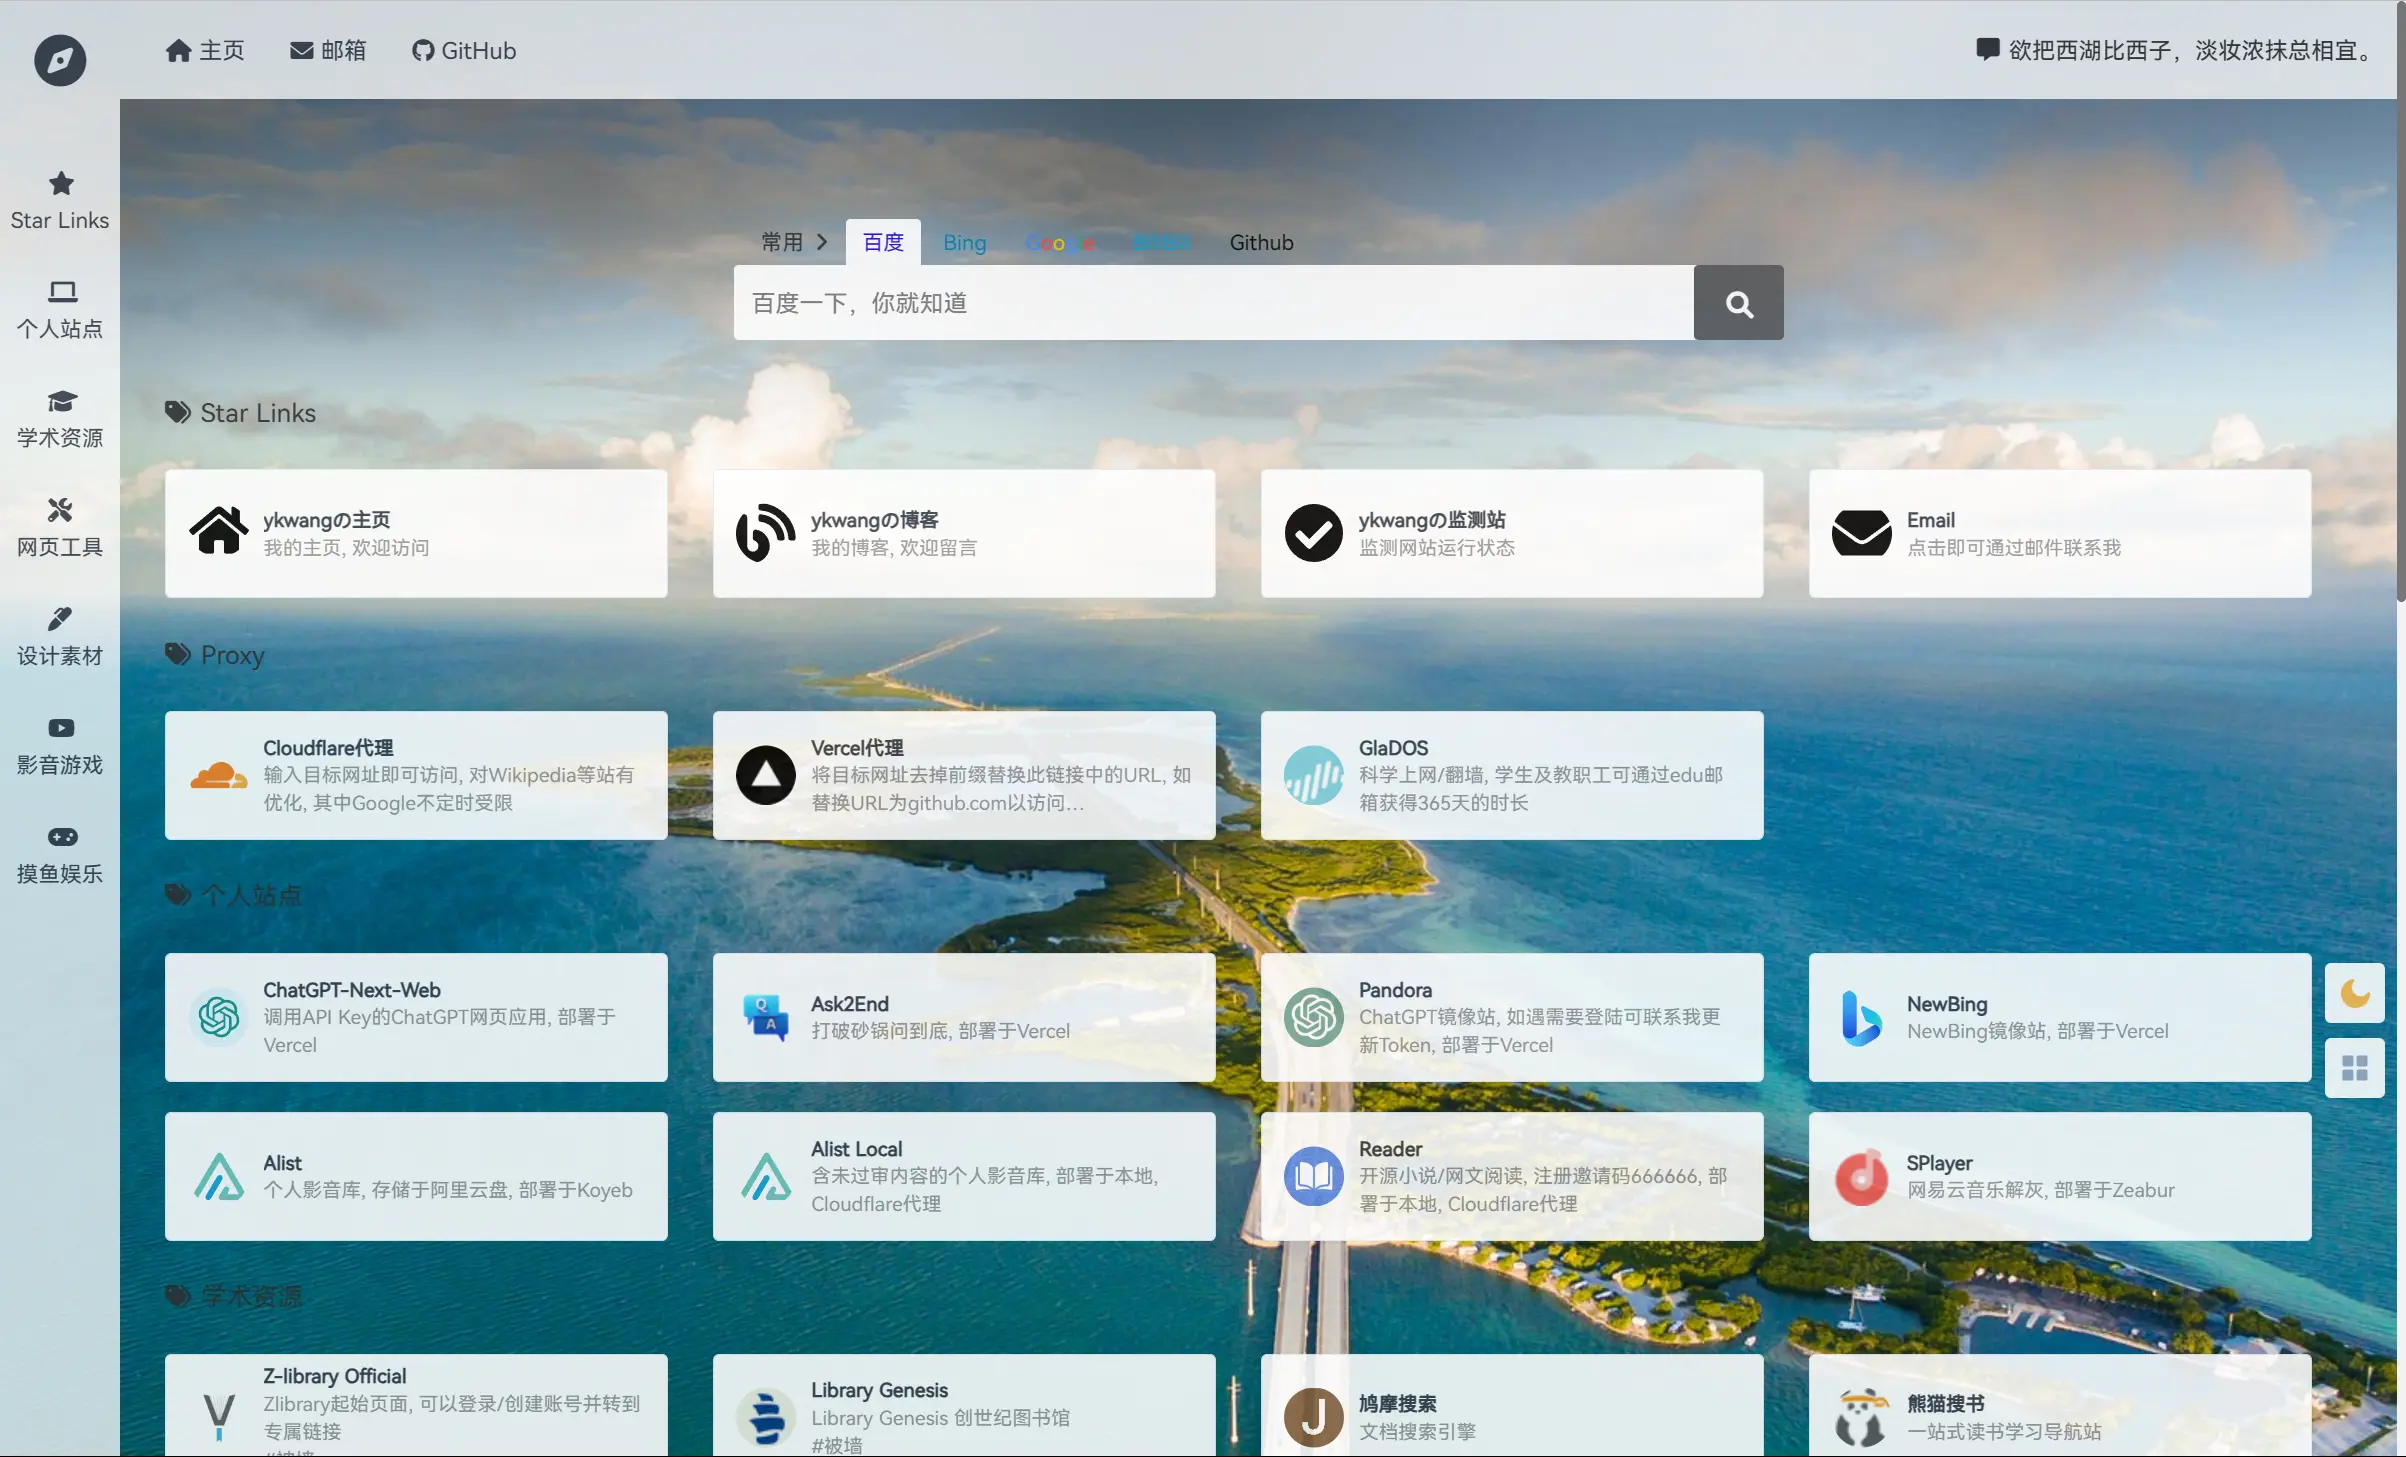 主页
邮箱
GitHub
欲把西湖比西子，淡妆浓抹总相宜。
Star Links
个人站点
学术资源
网页工具
设计素材
影音游戏
摸鱼娱乐
常用
百度
Bing
Google
BiliBili
Github
百度一下，你就知道
Star Links
ykwangの主页
我的主页, 欢迎访问
ykwangの博客
我的博客, 欢迎留言
ykwangの监测站
监测网站运行状态
Email
点击即可通过邮件联系我
Proxy
Cloudflare代理
输入目标网址即可访问, 对Wikipedia等站有
优化, 其中Google不定时受限
Vercel代理
将目标网址去掉前缀替换此链接中的URL, 如
替换URL为github.com以访问…
GlaDOS
科学上网/翻墙, 学生及教职工可通过edu邮
箱获得365天的时长
个人站点
ChatGPT-Next-Web
调用API Key的ChatGPT网页应用, 部署于
Vercel
Q
A
Ask2End
打破砂锅问到底, 部署于Vercel
Pandora
ChatGPT镜像站, 如遇需要登陆可联系我更
新Token, 部署于Vercel
NewBing
NewBing镜像站, 部署于Vercel
Alist
个人影音库, 存储于阿里云盘, 部署于Koyeb
Alist Local
含未过审内容的个人影音库, 部署于本地,
Cloudflare代理
Reader
开源小说/网文阅读, 注册邀请码666666, 部
署于本地, Cloudflare代理
SPlayer
网易云音乐解灰, 部署于Zeabur
学术资源
Z-library Official
Zlibrary起始页面, 可以登录/创建账号并转到
专属链接
Library Genesis
Library Genesis 创世纪图书馆
#被墙
J
鸠摩搜索
文档搜索引擎
熊猫搜书
一站式读书学习导航站